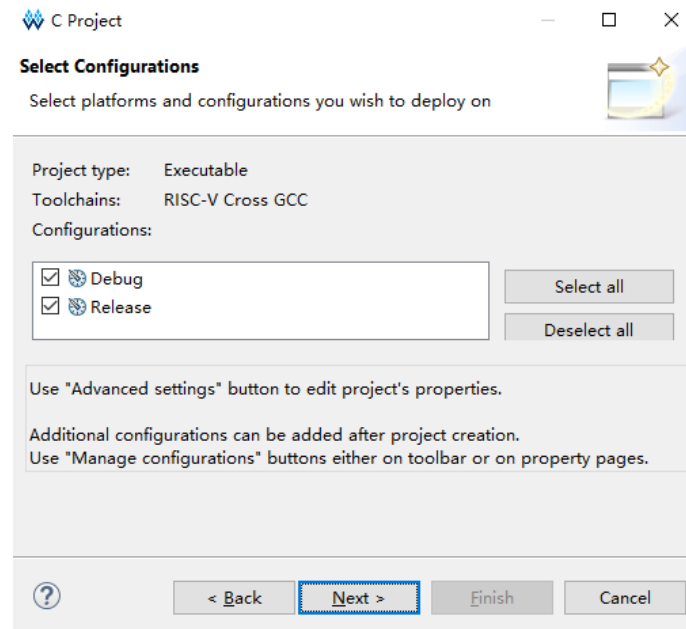 C Project
Select Configurations
Select platforms and configurations you wish to deploy on
Project type: Executable
Toolchains: RISC-V Cross GCC
Configurations:
Debug
Release
Select all
Deselect all
Use "Advanced settings" button to edit project's properties.
Additional configurations can be added after project creation.
Use "Manage configurations" buttons either on toolbar or on property pages.
< Back Next > Finish Cancel